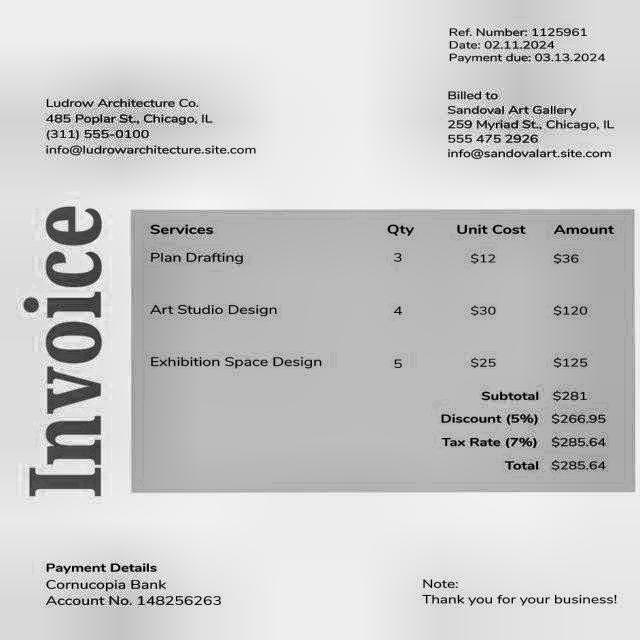 Ref. Number: 1125961
Date: 02.11.2024
Payment due: 03.13.2024
Ludrow Architecture Co.
485 Poplar St., Chicago, IL
(311) 555-0100
info@ludrowarchitecture.site.com
Billed to
Sandoval Art Gallery
259 Myriad St., Chicago, IL
555 475 2926
info@sandovalart.site.com
Invoice
Services Qty Unit Cost Amount
Plan Drafting 3 $12 $36
Art Studio Design 4 $30 $120
Exhibition Space Design 5 $25 $125
Subtotal $281
Discount (5%) $266.95
Tax Rate (7%) $285.64
Total $285.64
Payment Details
Cornucopia Bank
Account No. 148256263
Note:
Thank you for your business!